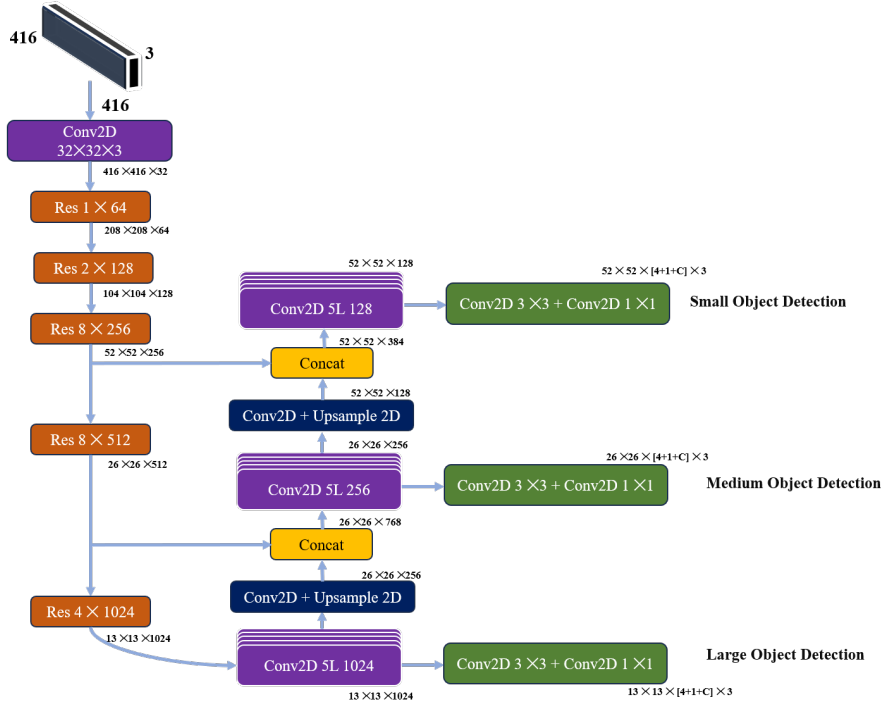 416
3
416
Conv2D
32×32×3
416×416×32
Res 1 × 64
208×208×64
Res 2 × 128
104×104×128
Res 8 × 256
52×52×256
Res 8 × 512
26×26×512
Res 4 × 1024
13×13×1024
52×52×128
Conv2D 5L 128
52×52×384
Concat
52×52×128
Conv2D + Upsample 2D
26×26×256
Conv2D 5L 256
26×26×768
Concat
26×26×256
Conv2D + Upsample 2D
Conv2D 5L 1024
13×13×1024
52×52×[4+1+C]×3
Conv2D 3×3 + Conv2D 1×1
Small Object Detection
26×26×[4+1+C]×3
Conv2D 3×3 + Conv2D 1×1
Medium Object Detection
Conv2D 3×3 + Conv2D 1×1
Large Object Detection
13×13×[4+1+C]×3